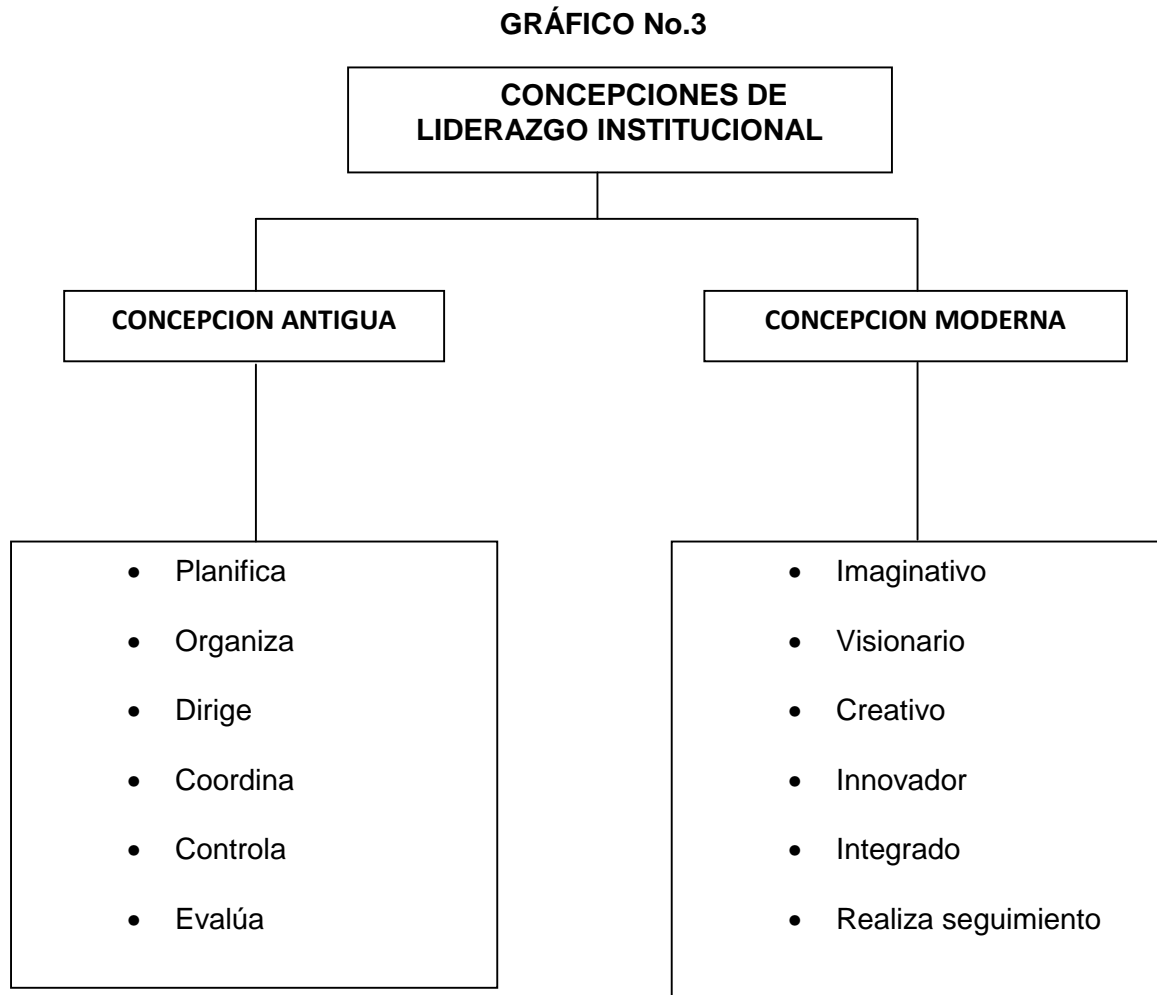 GRÁFICO No.3
CONCEPCIONES DE
LIDERAZGO INSTITUCIONAL
CONCEPCION ANTIGUA
CONCEPCION MODERNA
• Planifica
• Organiza
• Dirige
• Coordina
• Controla
• Evalúa
• Imaginativo
• Visionario
• Creativo
• Innovador
• Integrado
• Realiza seguimiento